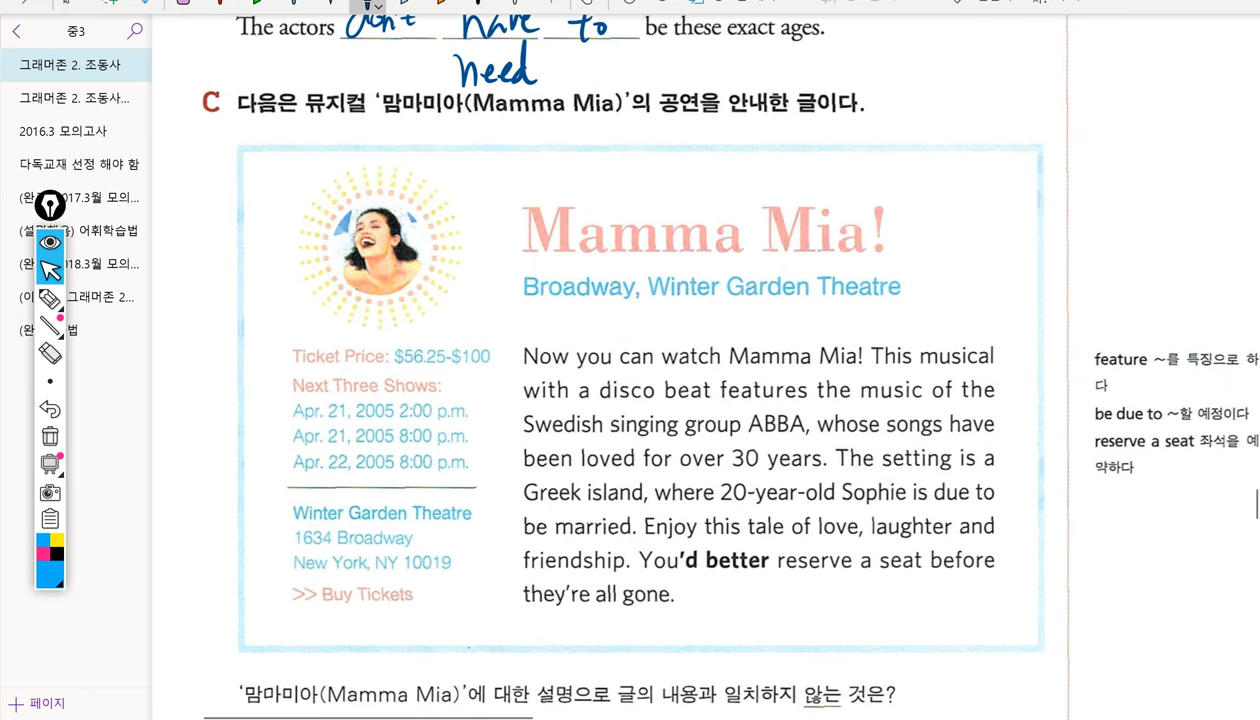 중3
그래머존 2. 조동사
그래머존 2. 조동사...
2016.3 모의고사
다독교재 선정 해야 함
(완 017.3월 모의...
(설 어휘학습법
(완 018.3월 모의...
(이 그래머존 2...
(완 법
페이지
The actors don't have to be these exact ages.
need
C 다음은 뮤지컬 ‘맘마미아(Mamma Mia)’의 공연을 안내한 글이다.
Mamma Mia!
Broadway, Winter Garden Theatre
Ticket Price: $56.25-$100
Next Three Shows:
Apr. 21, 2005 2:00 p.m.
Apr. 21, 2005 8:00 p.m.
Apr. 22, 2005 8:00 p.m.
Winter Garden Theatre
1634 Broadway
New York, NY 10019
>> Buy Tickets
Now you can watch Mamma Mia! This musical
with a disco beat features the music of the
Swedish singing group ABBA, whose songs have
been loved for over 30 years. The setting is a
Greek island, where 20-year-old Sophie is due to
be married. Enjoy this tale of love, laughter and
friendship. You'd better reserve a seat before
they're all gone.
feature ~를 특징으로 하
다
be due to ~할 예정이다
reserve a seat 좌석을 예
약하다
‘맘마미아(Mamma Mia)’에 대한 설명으로 글의 내용과 일치하지 않는 것은?